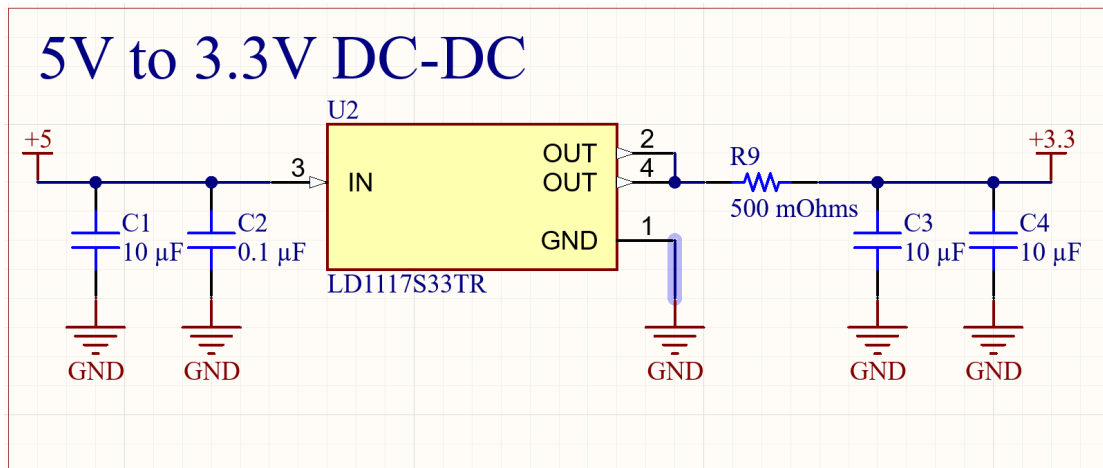 5V to 3.3V DC-DC
U2
+5
+3.3
3
IN
OUT
2
OUT
4
GND
1
R9
500 mOhms
C1
10 µF
C2
0.1 µF
C3
10 µF
C4
10 µF
LD1117S33TR
GND
GND
GND
GND
GND